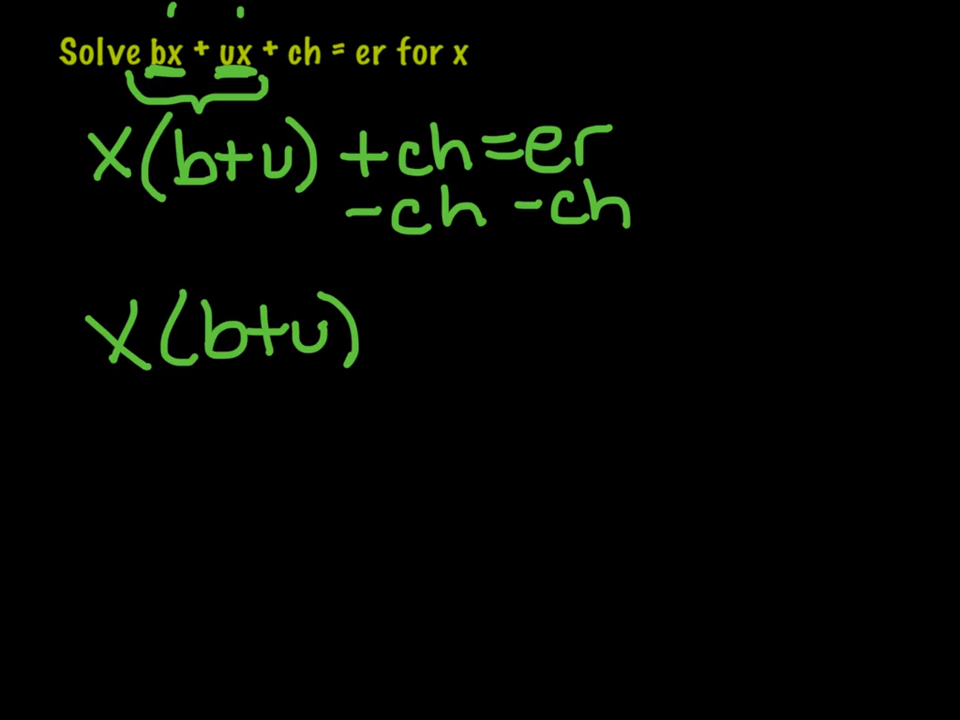 Solve bx + ux + ch = er for x
x(b+u) +ch=er
-ch -ch
x(b+u)